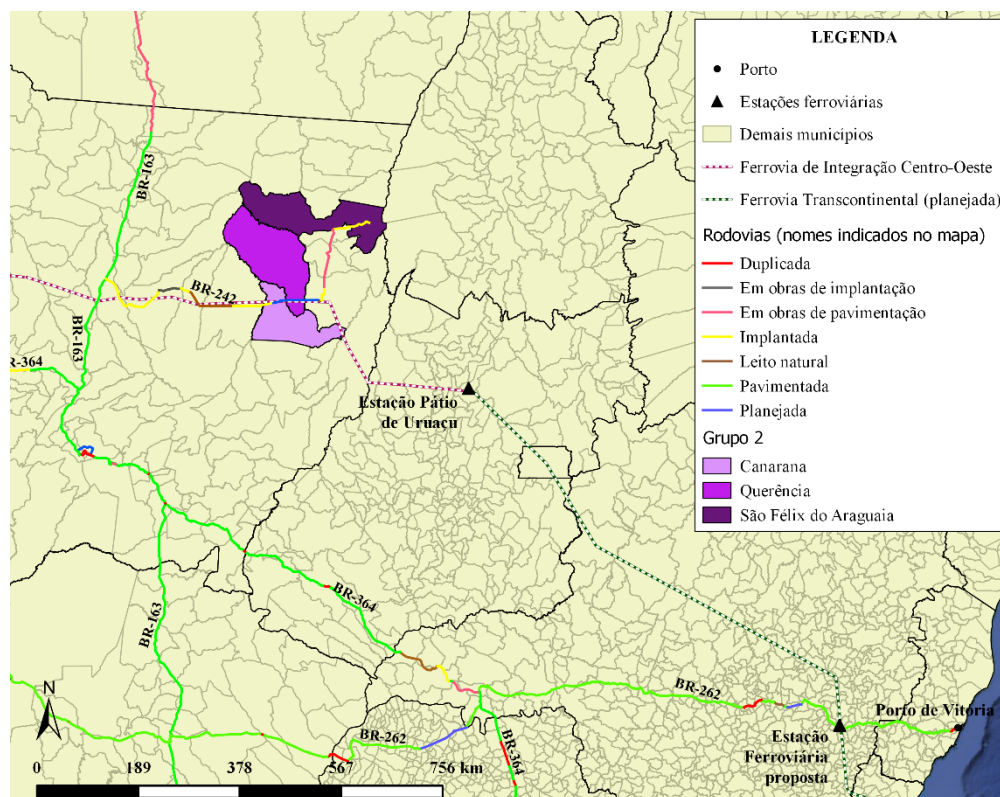 LEGENDA
Porto
Estações ferroviárias
Demais municípios
Ferrovia de Integração Centro-Oeste
Ferrovia Transcontinental (planejada)
Rodovias (nomes indicados no mapa)
Duplicada
Em obras de implantação
Em obras de pavimentação
Implantada
Leito natural
Pavimentada
Planejada
Grupo 2
Canarana
Querência
São Félix do Araguaia
BR-163
BR-242
BR-163
R-364
Estação Pátio
de Uruaçu
BR-364
BR-163
BR-262
Porto de Vitória
Estação
Ferroviária
proposta
BR-262
BR-364
N
0 189 378 567 756 km